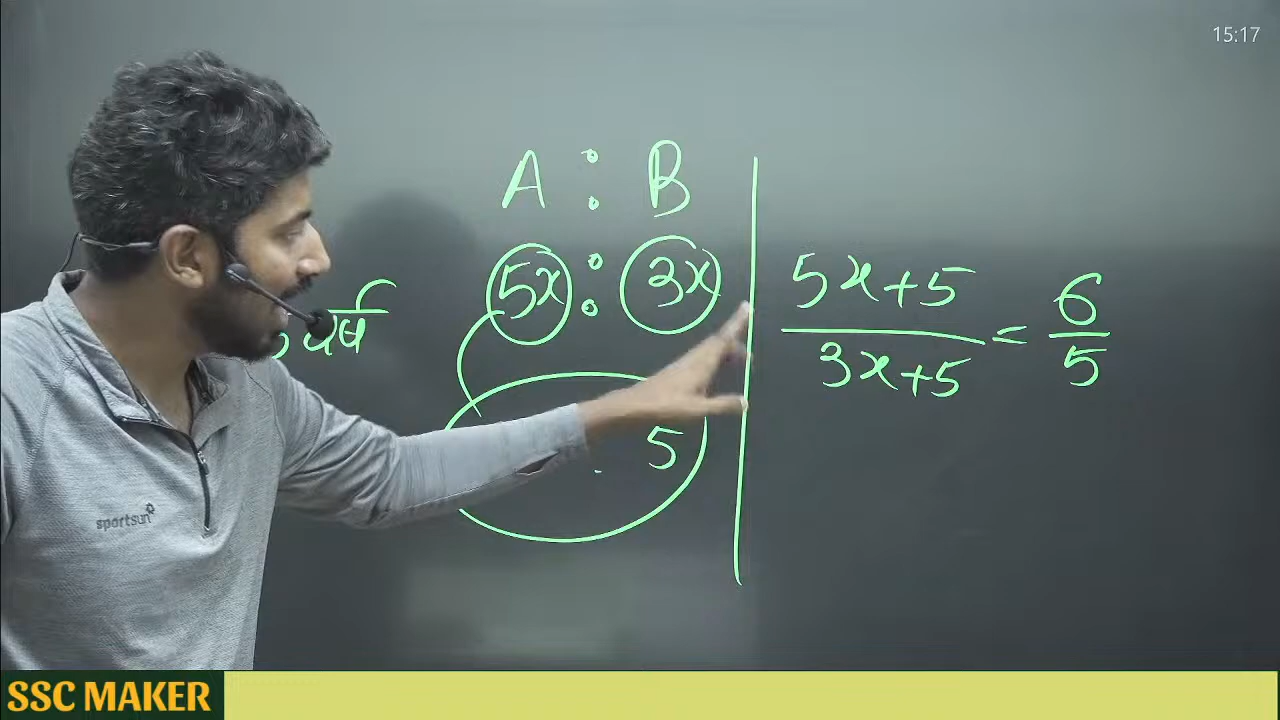 15:17
A : B
5x : 3x
वर्ष
5
5x+5
3x+5
=
6
5
sportsun
SSC MAKER